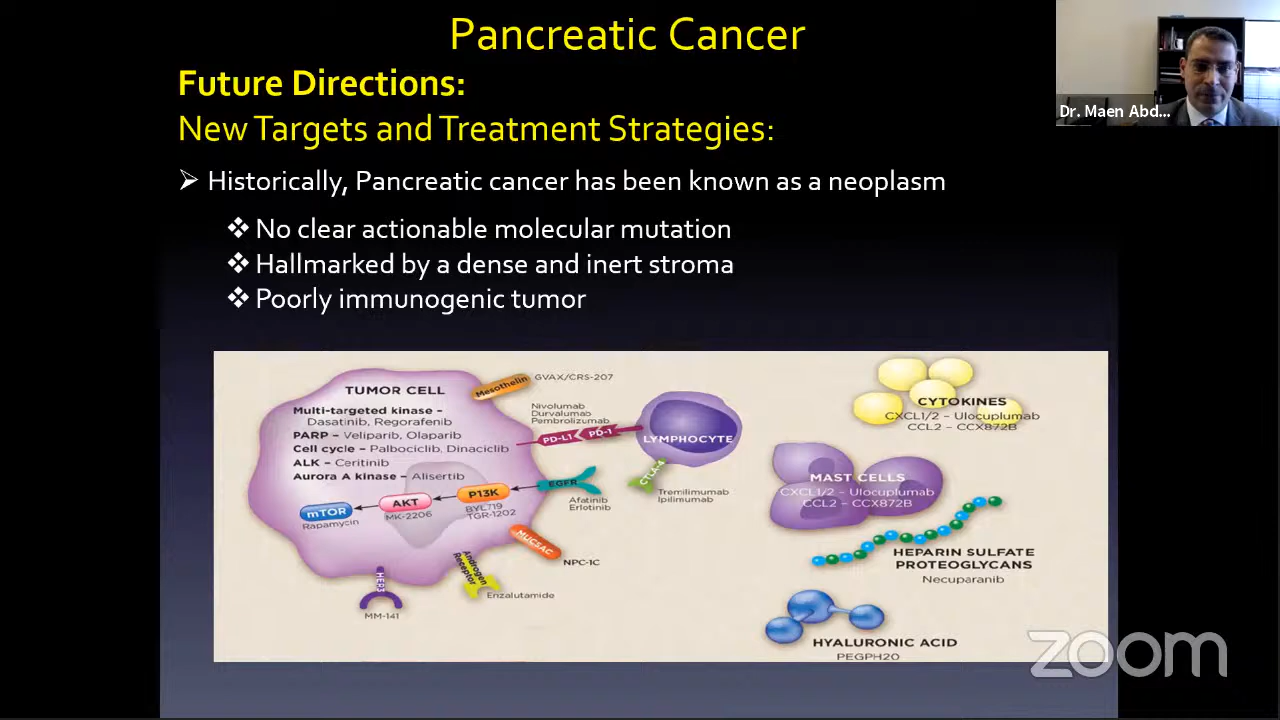 Pancreatic Cancer
Future Directions:
New Targets and Treatment Strategies:
Historically, Pancreatic cancer has been known as a neoplasm
No clear actionable molecular mutation
Hallmarked by a dense and inert stroma
Poorly immunogenic tumor
Dr. Maen Abd...
TUMOR CELL
Multi-targeted kinase –
Dasatinib, Regorafenib
PARP – Veliparib, Olaparib
Cell cycle – Palbociclib, Dinaciclib
ALK – Ceritinib
Aurora A kinase – Alisertib
mTOR
Rapamycin
AKT
MK-2206
P13K
BYL719
TGR-1202
EGFR
Afatinib
Erlotinib
Mesothelin
GVAX/CRS-207
Nivolumab
Durvalumab
Pembrolizumab
PD-L1
PD-1
LYMPHOCYTE
CTLA-4
Tremilimumab
Ipilimumab
MUC5AC
NPC-1C
Androgen
Receptor
Enzalutamide
HER3
MM-141
CYTOKINES
CXCL1/2 – Ulocuplumab
CCL2 – CCX872B
MAST CELLS
CXCL1/2 – Ulocuplumab
CCL2 – CCX872B
HEPARIN SULFATE
PROTEOGLYCANS
Necuparanib
HYALURONIC ACID
PEGPH20
zoom